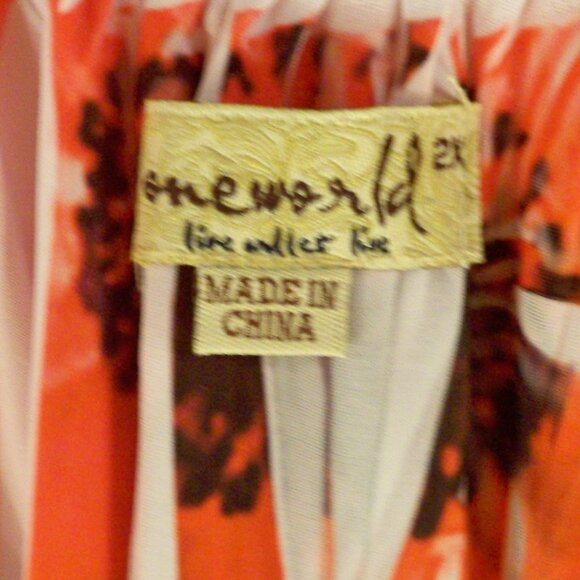 oneworld 2X
live and let live
MADE IN
CHINA